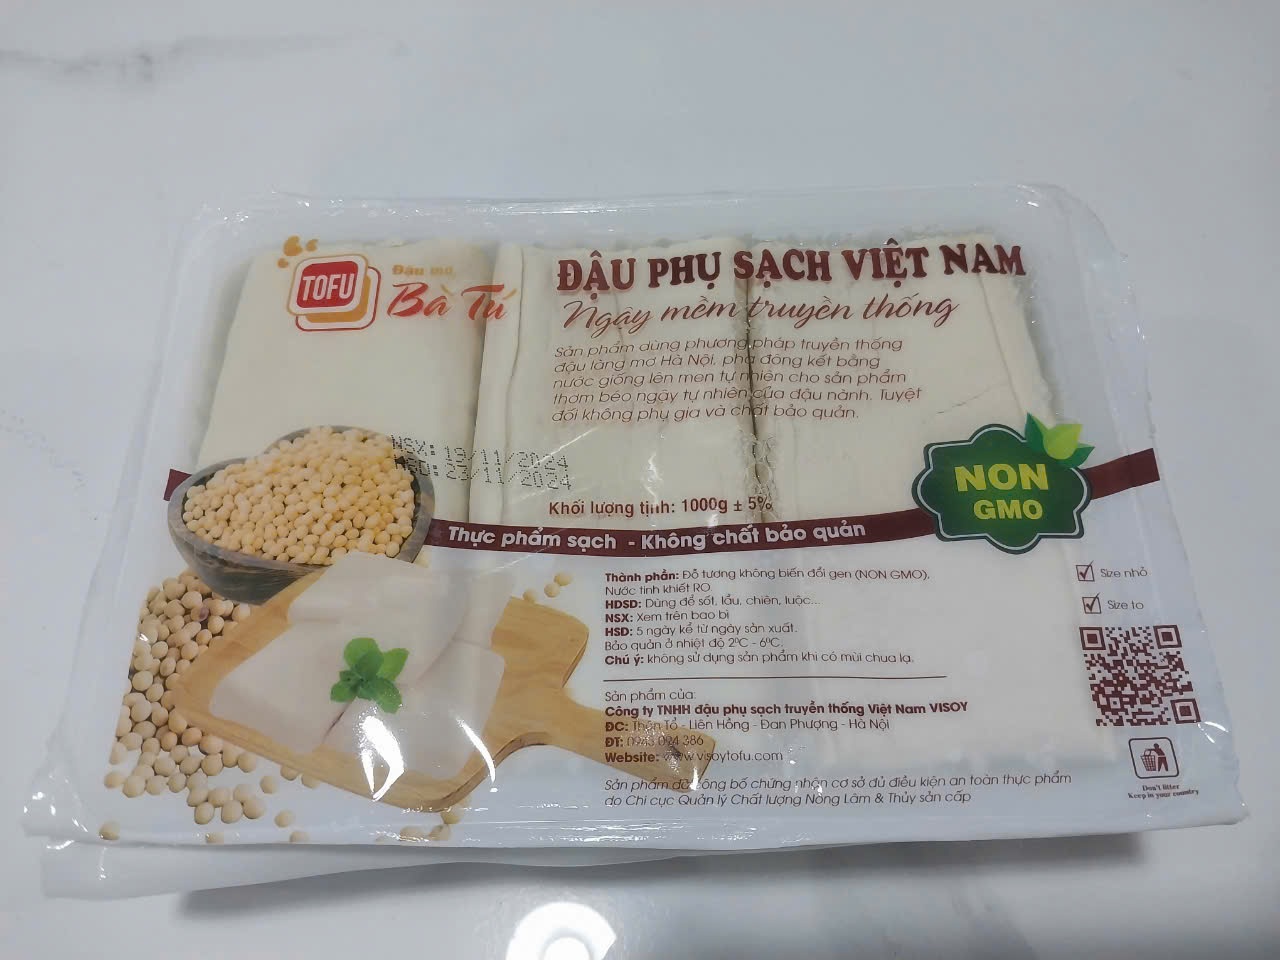 TOFU
Đậu mơ
Bà Tú
ĐẬU PHỤ SẠCH VIỆT NAM
Ngậy mềm truyền thống
Sản phẩm dùng phương pháp truyền thống
đậu làng mơ Hà Nội, pha đông kết bằng
nước giống lên men tự nhiên cho sản phẩm
thơm béo ngậy tự nhiên của đậu nành. Tuyệt
đối không phụ gia và chất bảo quản.
NSX: 19/11/2024
HSD: 23/11/2024
Khối lượng tịnh: 1000g ± 5%
NON
GMO
Thực phẩm sạch - Không chất bảo quản
Thành phần: Đỗ tương không biến đổi gen (NON GMO),
Nước tinh khiết RO
HDSD: Dùng để sốt, lẩu, chiên, luộc...
NSX: Xem trên bao bì
HSD: 5 ngày kể từ ngày sản xuất.
Bảo quản ở nhiệt độ 2ºC - 6ºC.
Chú ý: không sử dụng sản phẩm khi có mùi chua lạ.
Size nhỏ
Size to
Sản phẩm của:
Công ty TNHH đậu phụ sạch truyền thống Việt Nam VISOY
ĐC: Thôn Tổ - Liên Hồng - Đan Phượng - Hà Nội
ĐT: 0943 094 386
Website: www.visoytofu.com
Sản phẩm đã công bố chứng nhận cơ sở đủ điều kiện an toàn thực phẩm
do Chi cục Quản lý Chất lượng Nông Lâm & Thủy sản cấp
Don't litter
Keep in your country